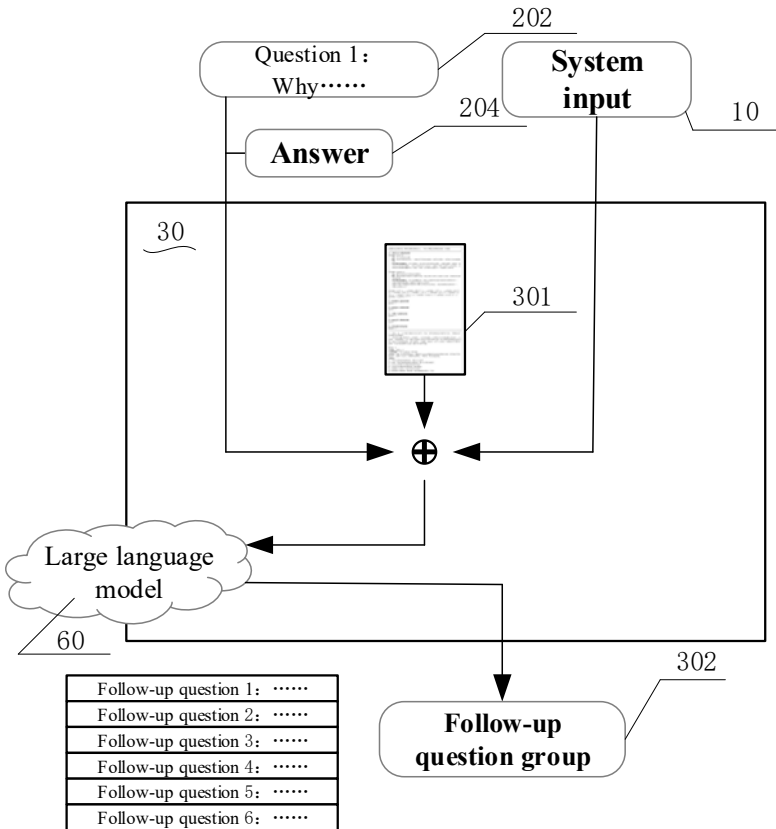 202
Question 1：
Why……
System
input
204
10
Answer
30
301
Large language
model
60
302
Follow-up question 1：……
Follow-up question 2：……
Follow-up question 3：……
Follow-up question 4：……
Follow-up question 5：……
Follow-up question 6：……
Follow-up
question group